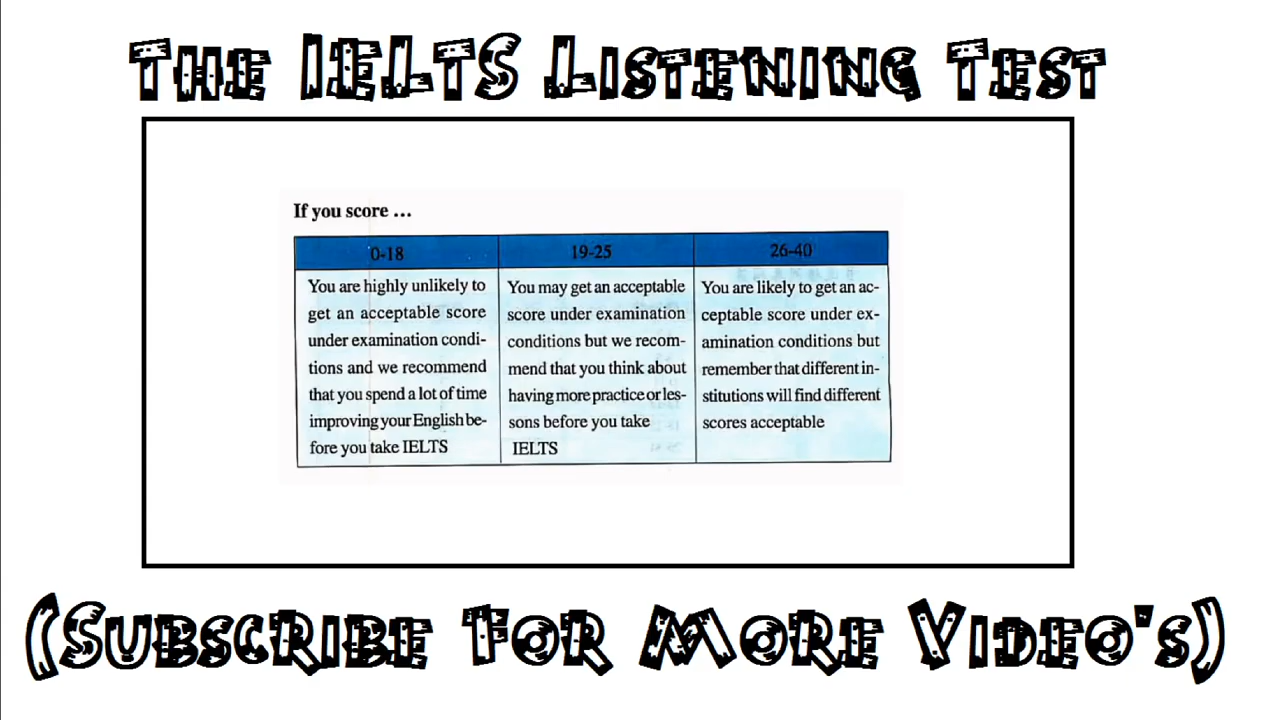 The IELTS Listening Test
If you score ...
0-18
You are highly unlikely to
get an acceptable score
under examination condi-
tions and we recommend
that you spend a lot of time
improving your English be-
fore you take IELTS
19-25
You may get an acceptable
score under examination
conditions but we recom-
mend that you think about
having more practice or les-
sons before you take
IELTS
26-40
You are likely to get an ac-
ceptable score under ex-
amination conditions but
remember that different in-
stitutions will find different
scores acceptable
(Subscribe For More Video's)